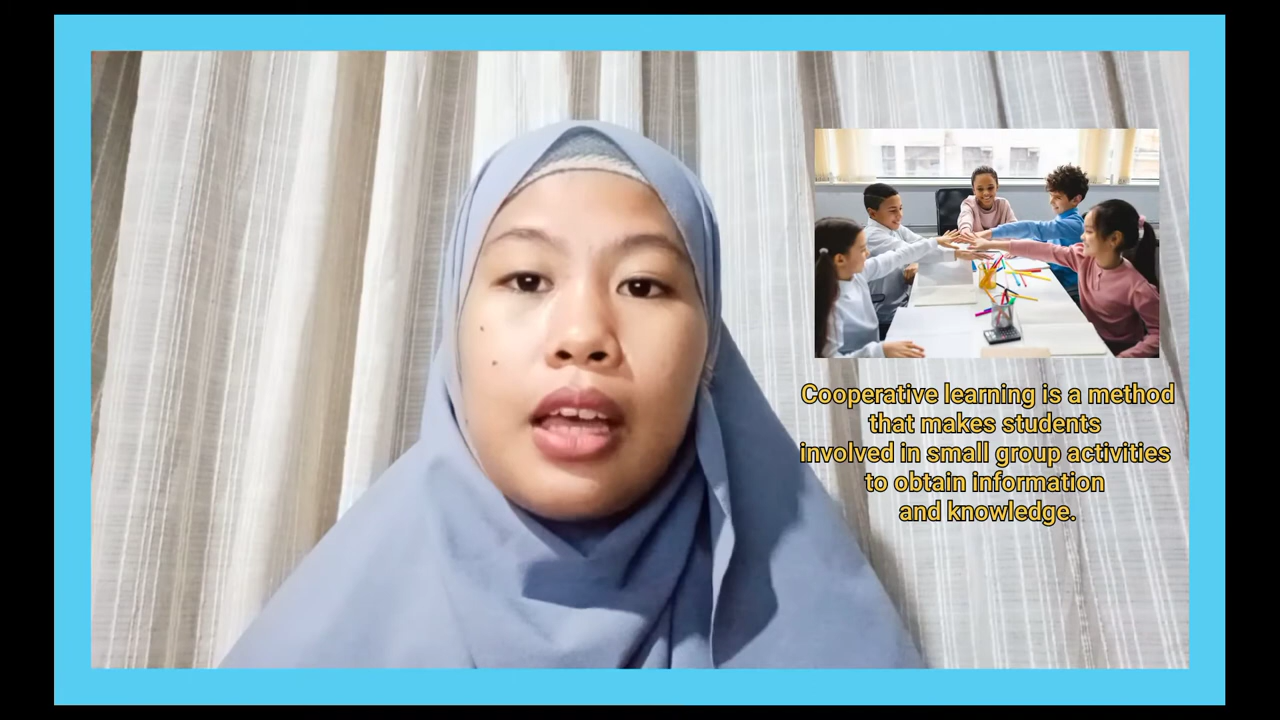 Cooperative learning is a method
that makes students
involved in small group activities
to obtain information
and knowledge.